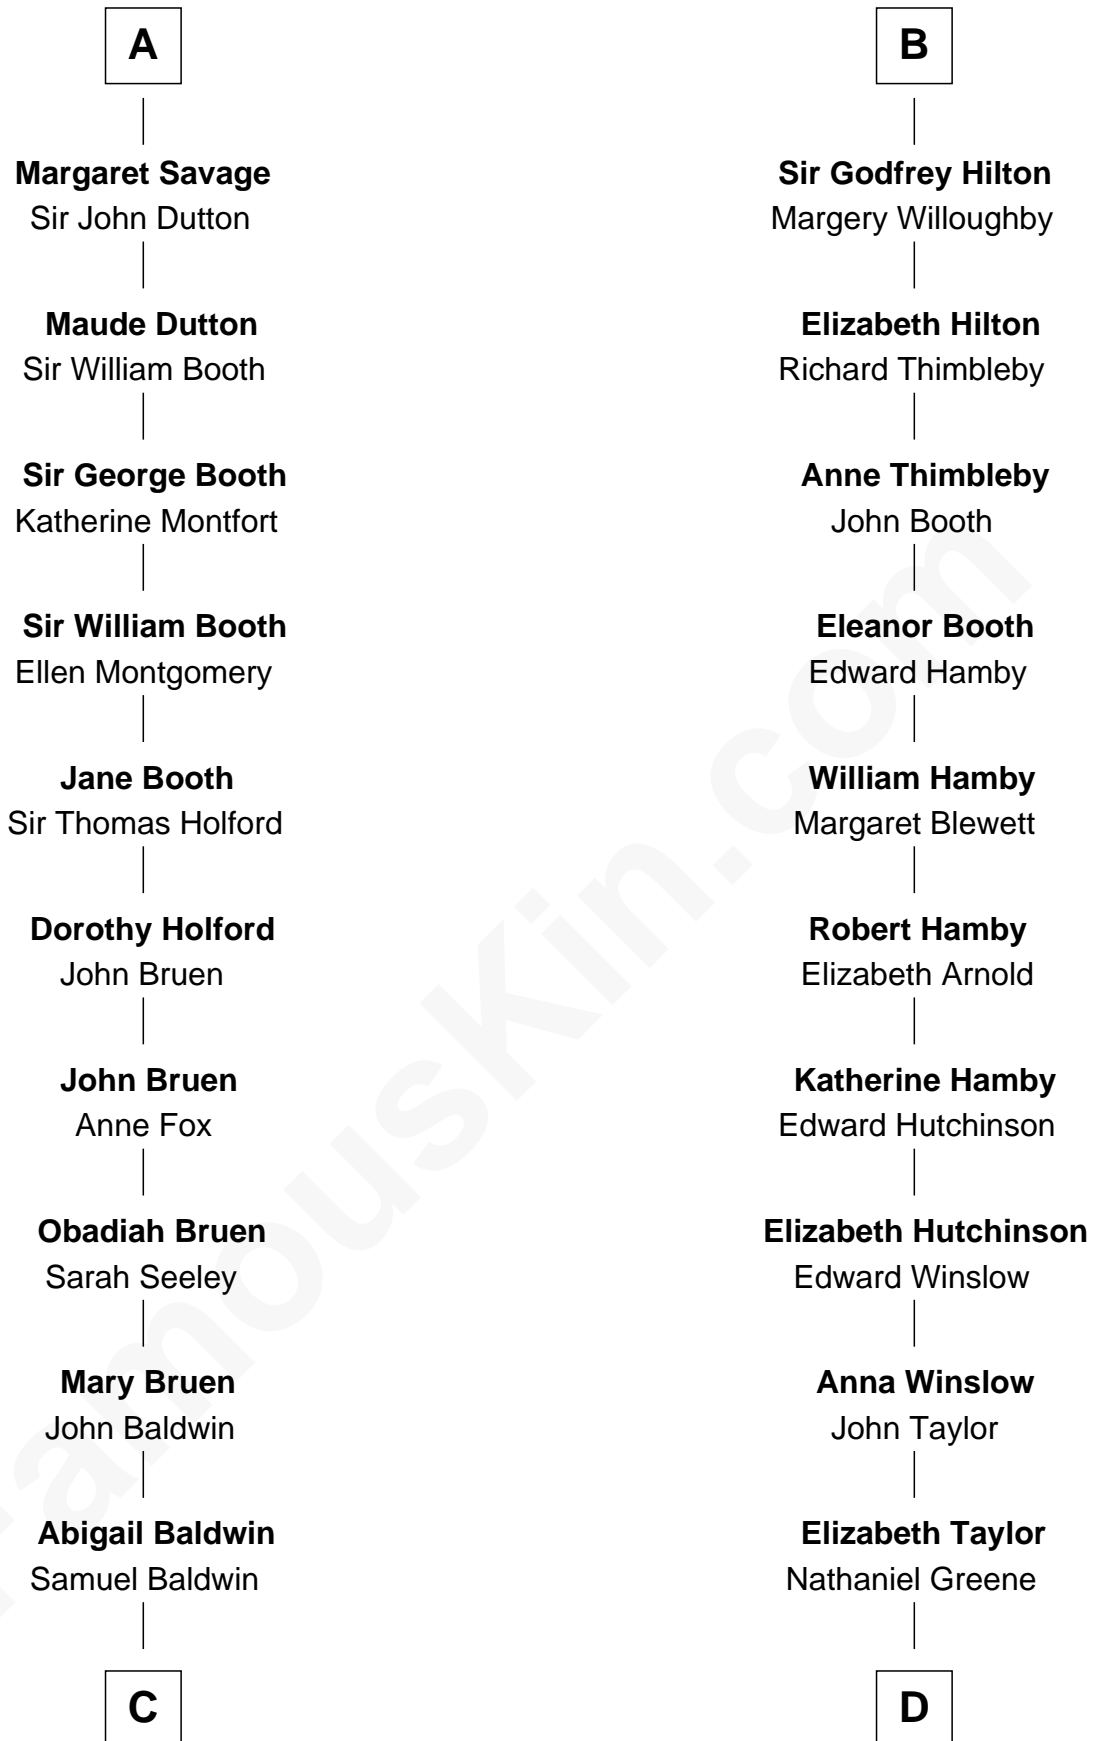 A
Margaret Savage
Sir John Dutton
Maude Dutton
Sir William Booth
Sir George Booth
Katherine Montfort
Sir William Booth
Ellen Montgomery
Jane Booth
Sir Thomas Holford
Dorothy Holford
John Bruen
John Bruen
Anne Fox
Obadiah Bruen
Sarah Seeley
Mary Bruen
John Baldwin
Abigail Baldwin
Samuel Baldwin
C
B
Sir Godfrey Hilton
Margery Willoughby
Elizabeth Hilton
Richard Thimbleby
Anne Thimbleby
John Booth
Eleanor Booth
Edward Hamby
William Hamby
Margaret Blewett
Robert Hamby
Elizabeth Arnold
Katherine Hamby
Edward Hutchinson
Elizabeth Hutchinson
Edward Winslow
Anna Winslow
John Taylor
Elizabeth Taylor
Nathaniel Greene
D
FamousKin.com